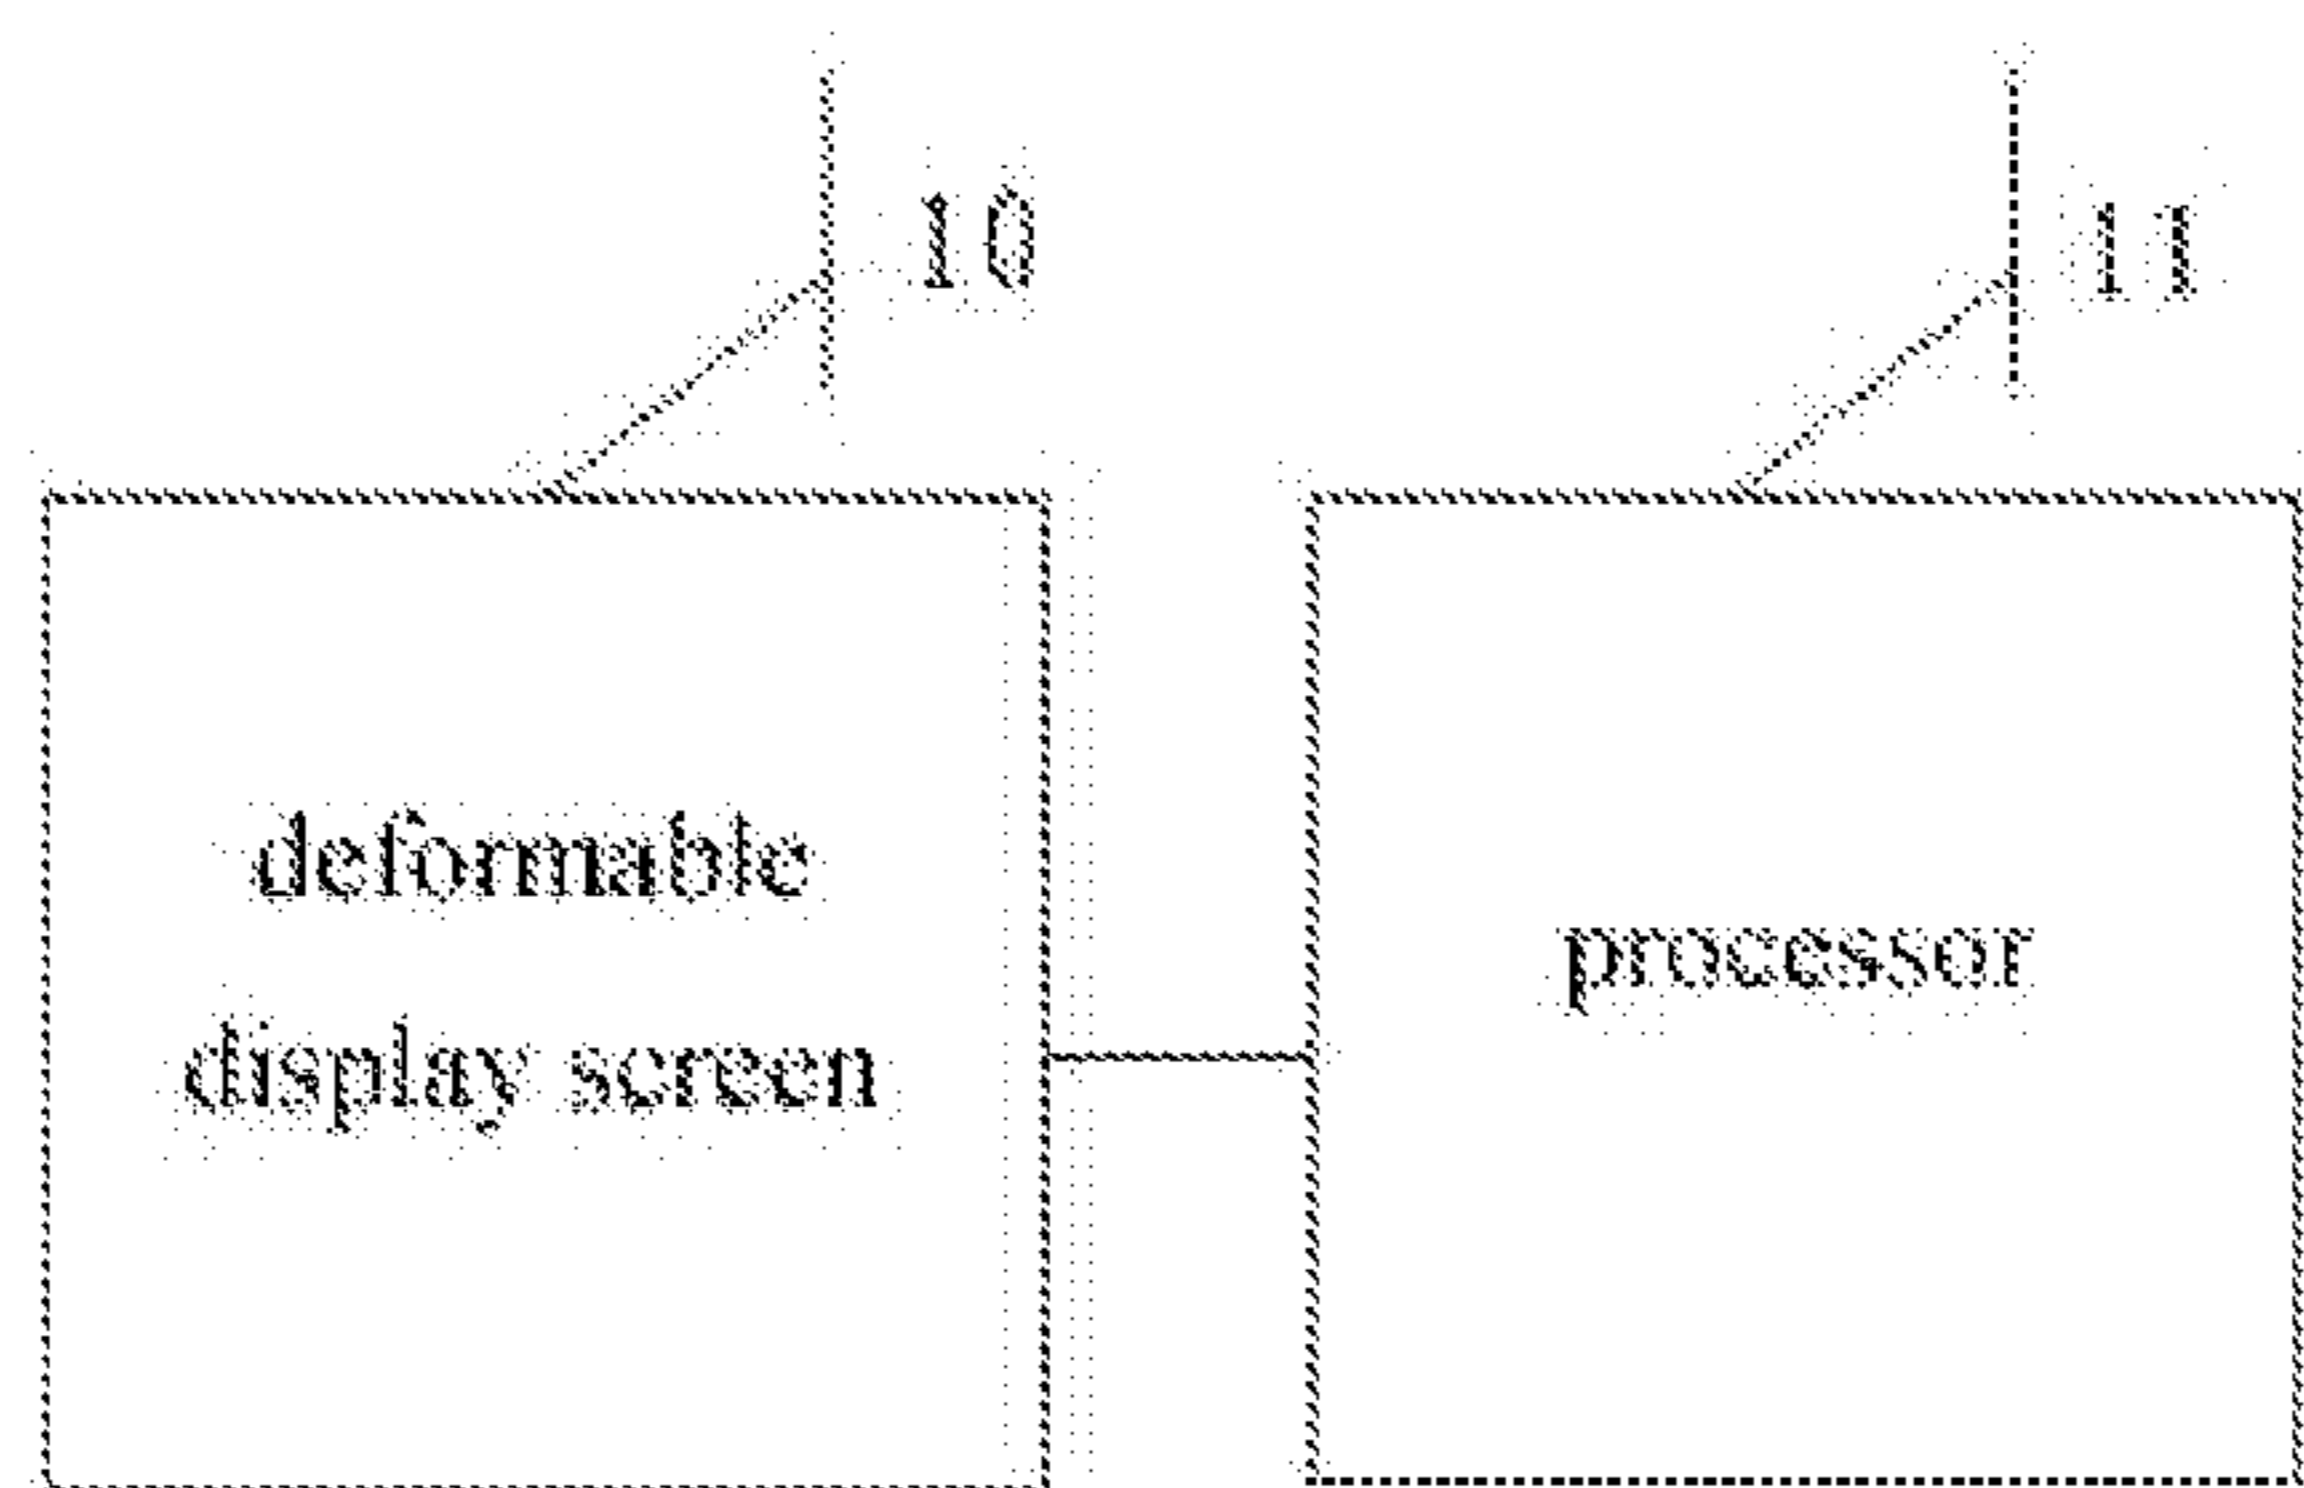 10
11
deformable
display screen
processor